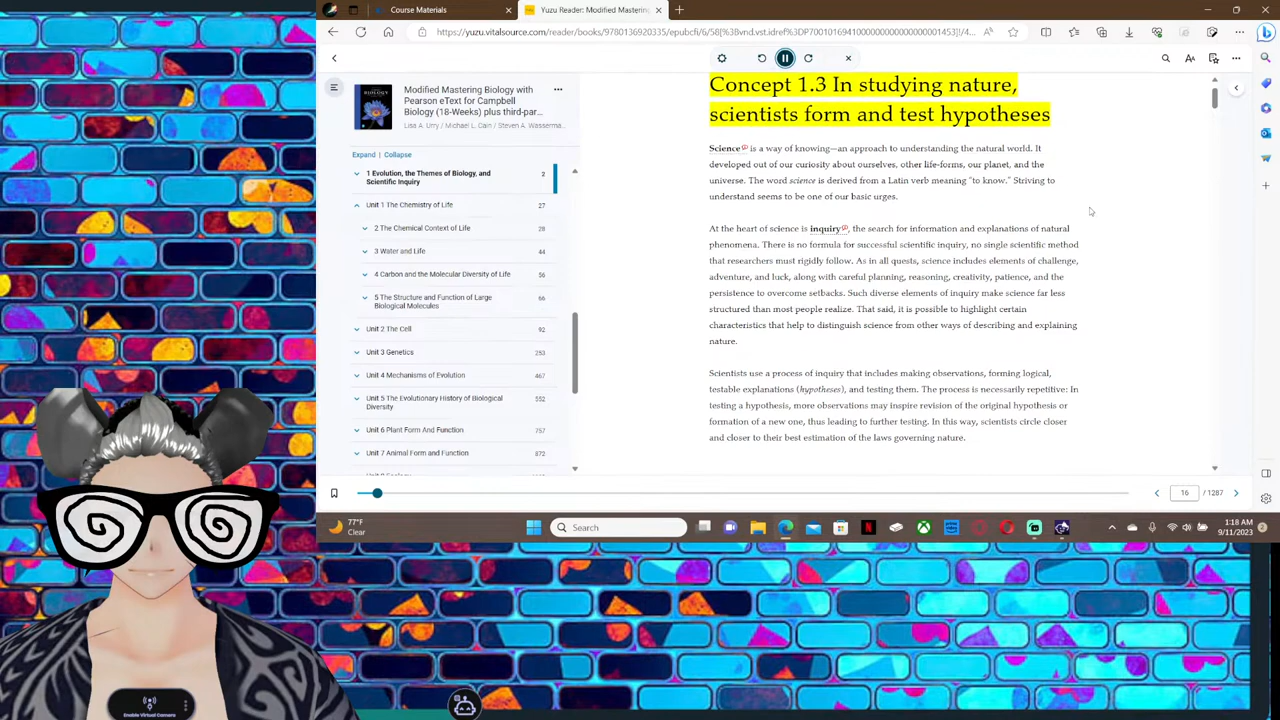 Course Materials
Yuzu Reader: Modified Mastering
https://yuzu.vitalsource.com/reader/books/9780136920335/epubcfi/6/58[%3Bvnd.vst.idref%3DP7001016941000000000000000001453]!/4...
Modified Mastering Biology with
Pearson eText for Campbell
Biology (18-Weeks) plus third-par...
Lisa A. Urry / Michael L. Cain / Steven A. Wasserma...
Expand | Collapse
1 Evolution, the Themes of Biology, and
Scientific Inquiry 2
Unit 1 The Chemistry of Life 27
2 The Chemical Context of Life 28
3 Water and Life 44
4 Carbon and the Molecular Diversity of Life 56
5 The Structure and Function of Large
Biological Molecules 66
Unit 2 The Cell 92
Unit 3 Genetics 253
Unit 4 Mechanisms of Evolution 467
Unit 5 The Evolutionary History of Biological
Diversity 552
Unit 6 Plant Form And Function 757
Unit 7 Animal Form and Function 872
Concept 1.3 In studying nature,
scientists form and test hypotheses
Science is a way of knowing—an approach to understanding the natural world. It
developed out of our curiosity about ourselves, other life-forms, our planet, and the
universe. The word science is derived from a Latin verb meaning “to know.” Striving to
understand seems to be one of our basic urges.
At the heart of science is inquiry, the search for information and explanations of natural
phenomena. There is no formula for successful scientific inquiry, no single scientific method
that researchers must rigidly follow. As in all quests, science includes elements of challenge,
adventure, and luck, along with careful planning, reasoning, creativity, patience, and the
persistence to overcome setbacks. Such diverse elements of inquiry make science far less
structured than most people realize. That said, it is possible to highlight certain
characteristics that help to distinguish science from other ways of describing and explaining
nature.
Scientists use a process of inquiry that includes making observations, forming logical,
testable explanations (hypotheses), and testing them. The process is necessarily repetitive: In
testing a hypothesis, more observations may inspire revision of the original hypothesis or
formation of a new one, thus leading to further testing. In this way, scientists circle closer
and closer to their best estimation of the laws governing nature.
16 / 1287
77°F
Clear
Search
1:18 AM
9/11/2023
Enable Virtual Camera